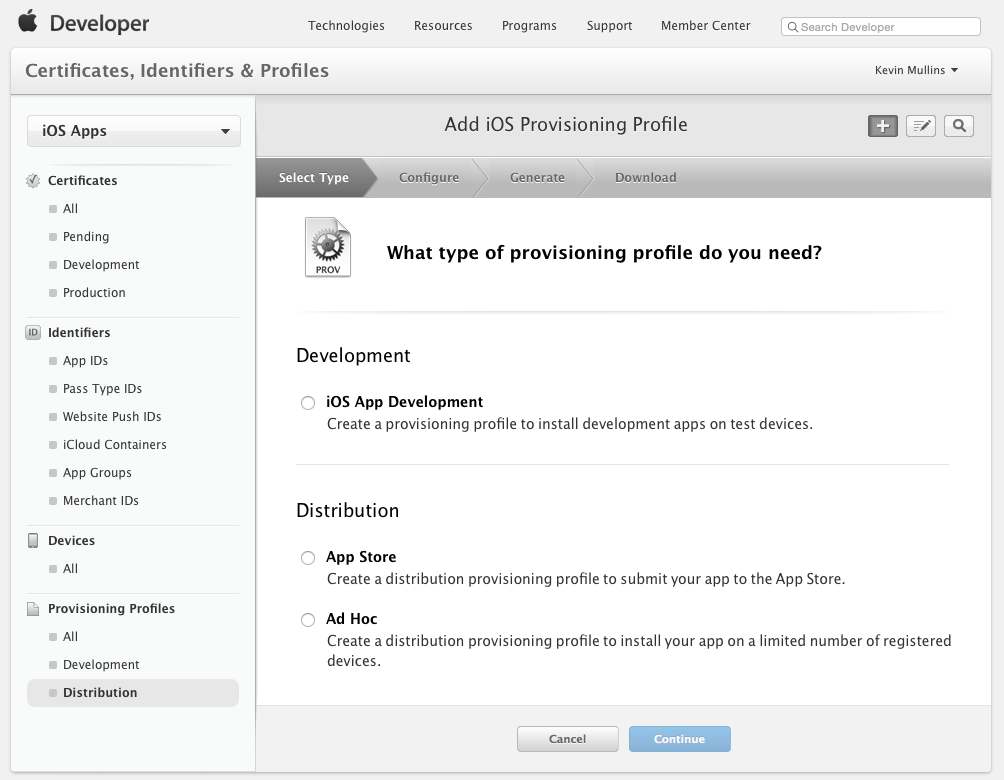 Developer
Technologies Resources Programs Support Member Center Search Developer
Certificates, Identifiers & Profiles
Kevin Mullins
iOS Apps
Certificates
All
Pending
Development
Production
ID Identifiers
App IDs
Pass Type IDs
Website Push IDs
iCloud Containers
App Groups
Merchant IDs
Devices
All
Provisioning Profiles
All
Development
Distribution
Add iOS Provisioning Profile
Select Type Configure Generate Download
PROV
What type of provisioning profile do you need?
Development
iOS App Development
Create a provisioning profile to install development apps on test devices.
Distribution
App Store
Create a distribution provisioning profile to submit your app to the App Store.
Ad Hoc
Create a distribution provisioning profile to install your app on a limited number of registered
devices.
Cancel Continue